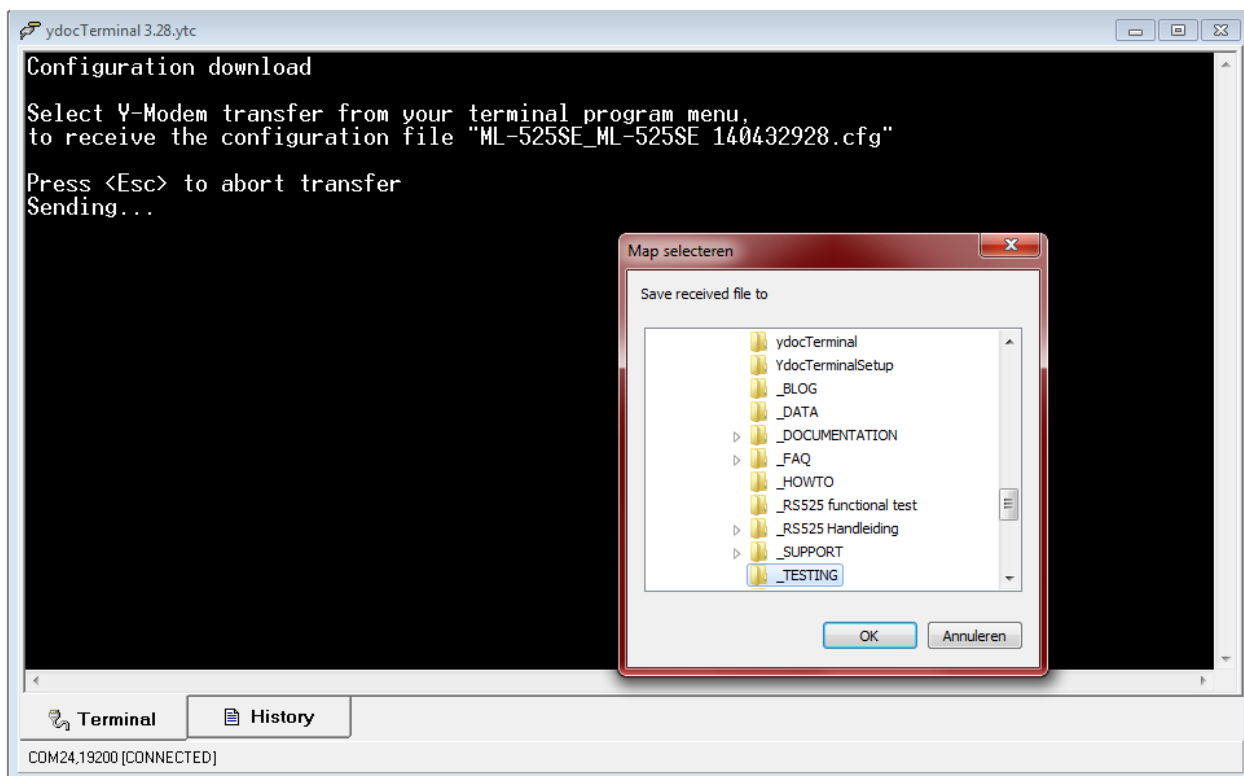 ydocTerminal 3.28.ytc
Configuration download
Select Y-Modem transfer from your terminal program menu,
to receive the configuration file "ML-525SE_ML-525SE 140432928.cfg"
Press <Esc> to abort transfer
Sending...
Map selecteren
Save received file to
ydocTerminal
YdocTerminalSetup
_BLOG
_DATA
_DOCUMENTATION
_FAQ
_HOWTO
_RS525 functional test
_RS525 Handleiding
_SUPPORT
_TESTING
OK Annuleren
Terminal History
COM24,19200 [CONNECTED]